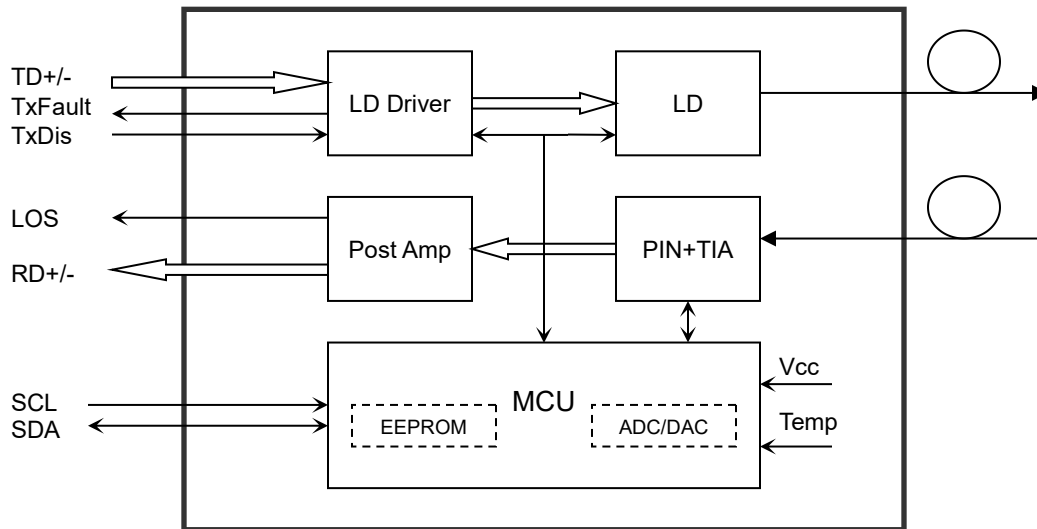 TD+/-
TxFault
TxDis
LD Driver
LD
LOS
RD+/-
Post Amp
PIN+TIA
SCL
SDA
MCU
EEPROM
ADC/DAC
Vcc
Temp